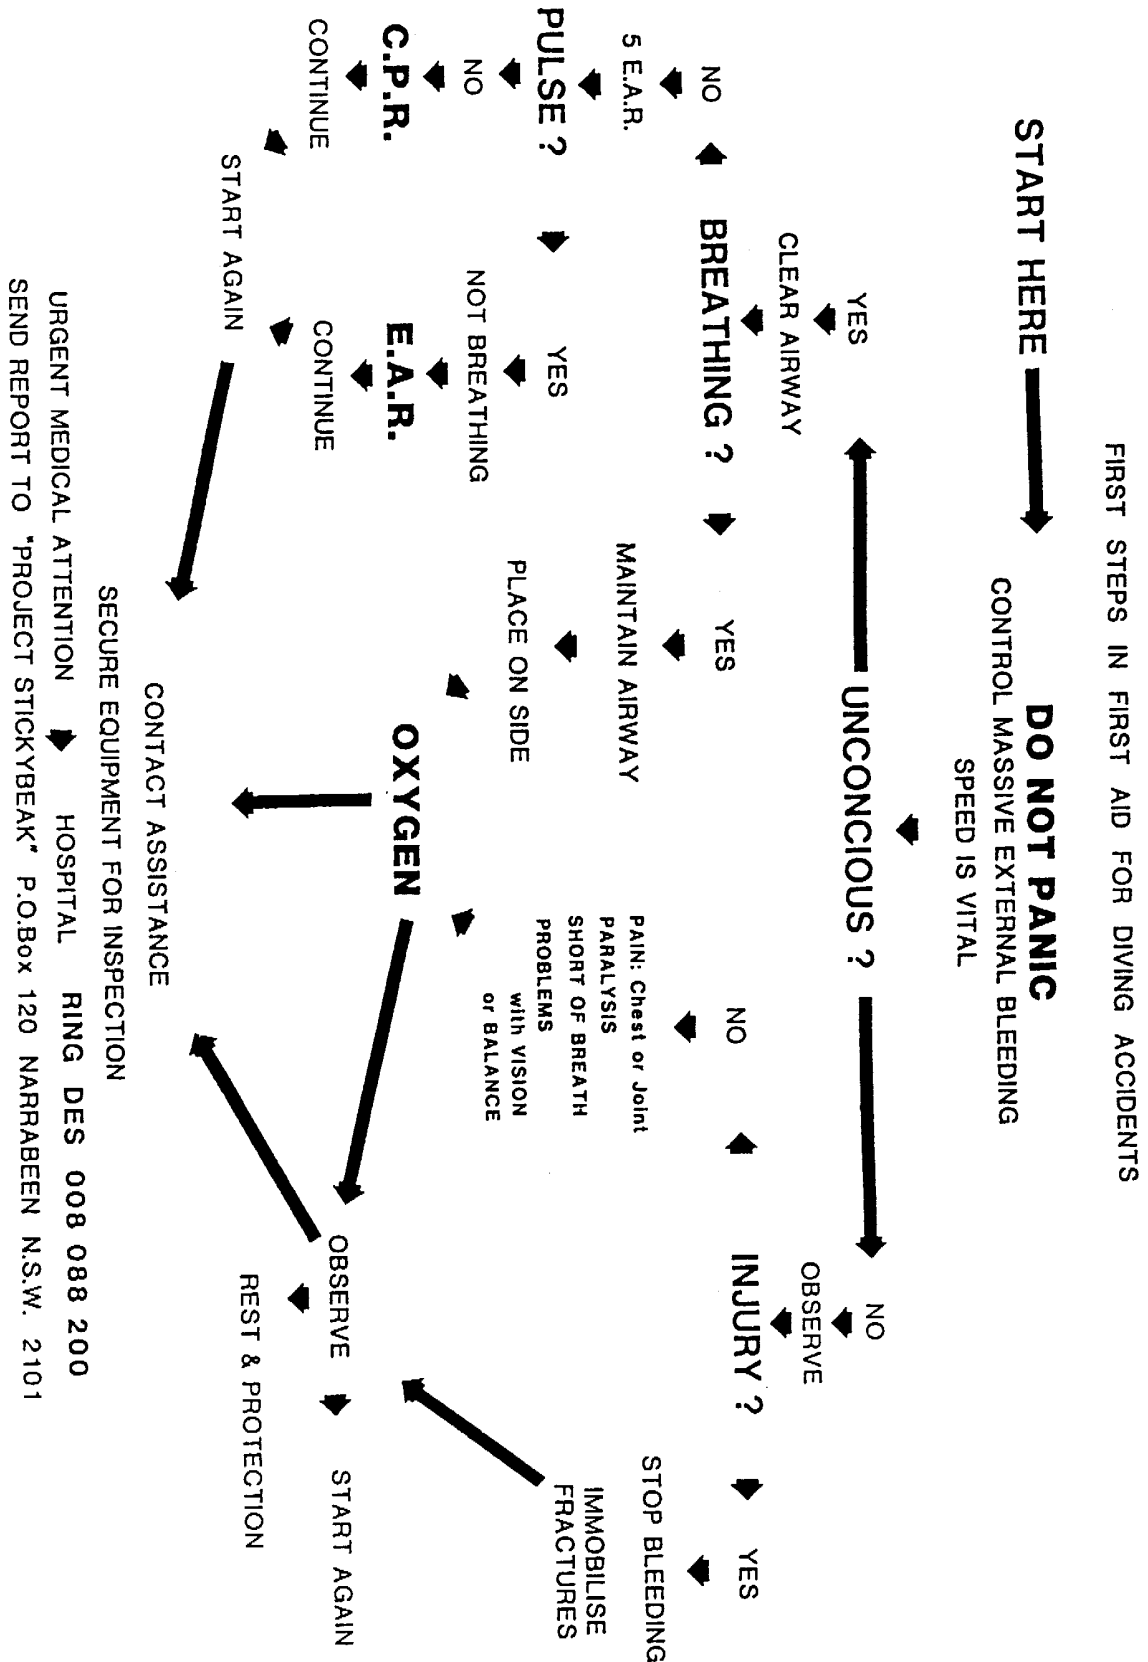 FIRST STEPS IN FIRST AID FOR DIVING ACCIDENTS
START HERE
DO NOT PANIC
CONTROL MASSIVE EXTERNAL BLEEDING
SPEED IS VITAL
UNCONCIOUS ?
YES
CLEAR AIRWAY
BREATHING ?
NO
5 E.A.R.
PULSE ?
NO
C.P.R.
CONTINUE
YES
NOT BREATHING
E.A.R.
CONTINUE
START AGAIN
YES
MAINTAIN AIRWAY
PLACE ON SIDE
OXYGEN
NO
OBSERVE
INJURY ?
NO
PAIN: Chest or Joint
PARALYSIS
SHORT OF BREATH
PROBLEMS
with VISION
or BALANCE
YES
STOP BLEEDING
IMMOBILISE
FRACTURES
OBSERVE
START AGAIN
REST & PROTECTION
CONTACT ASSISTANCE
SECURE EQUIPMENT FOR INSPECTION
URGENT MEDICAL ATTENTION HOSPITAL RING DES 008 088 200
SEND REPORT TO "PROJECT STICKYBEAK" P.O.Box 120 NARRABEEN N.S.W. 2101